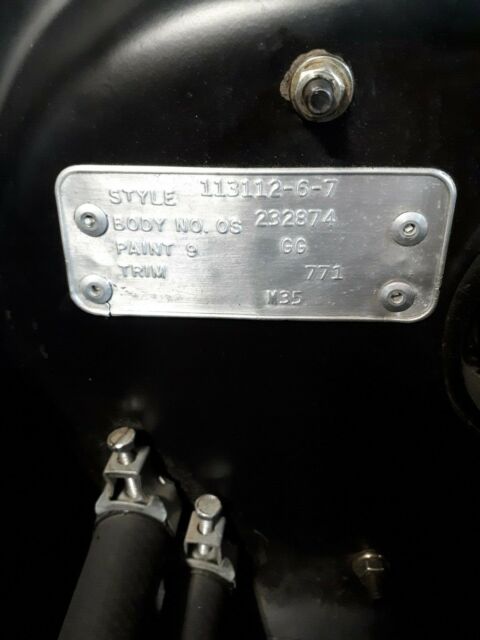 STYLE 113112-6-7
BODY NO. OS 232874
PAINT 9 GG
TRIM 771
M35